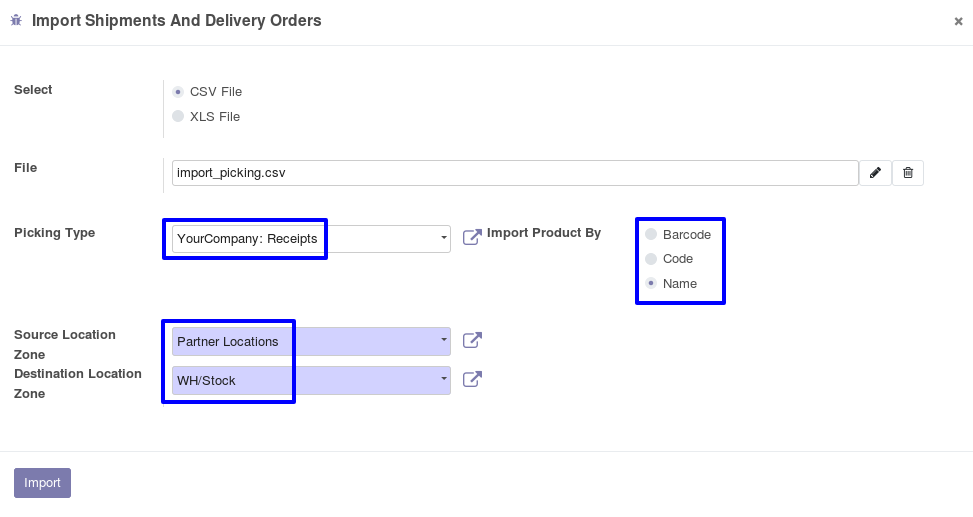 Import Shipments And Delivery Orders
×
Select
CSV File
XLS File
File
import_picking.csv
Picking Type
YourCompany: Receipts
Import Product By
Barcode
Code
Name
Source Location
Zone
Partner Locations
Destination Location
Zone
WH/Stock
Import